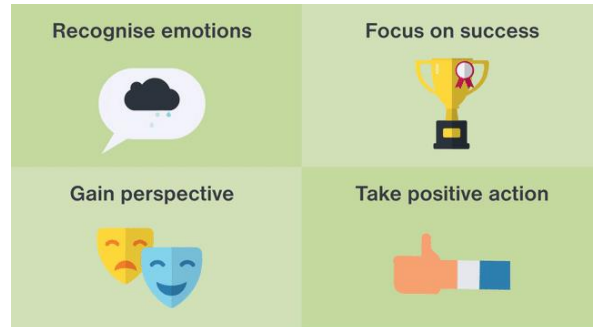 Recognise emotions
Focus on success
Gain perspective
Take positive action